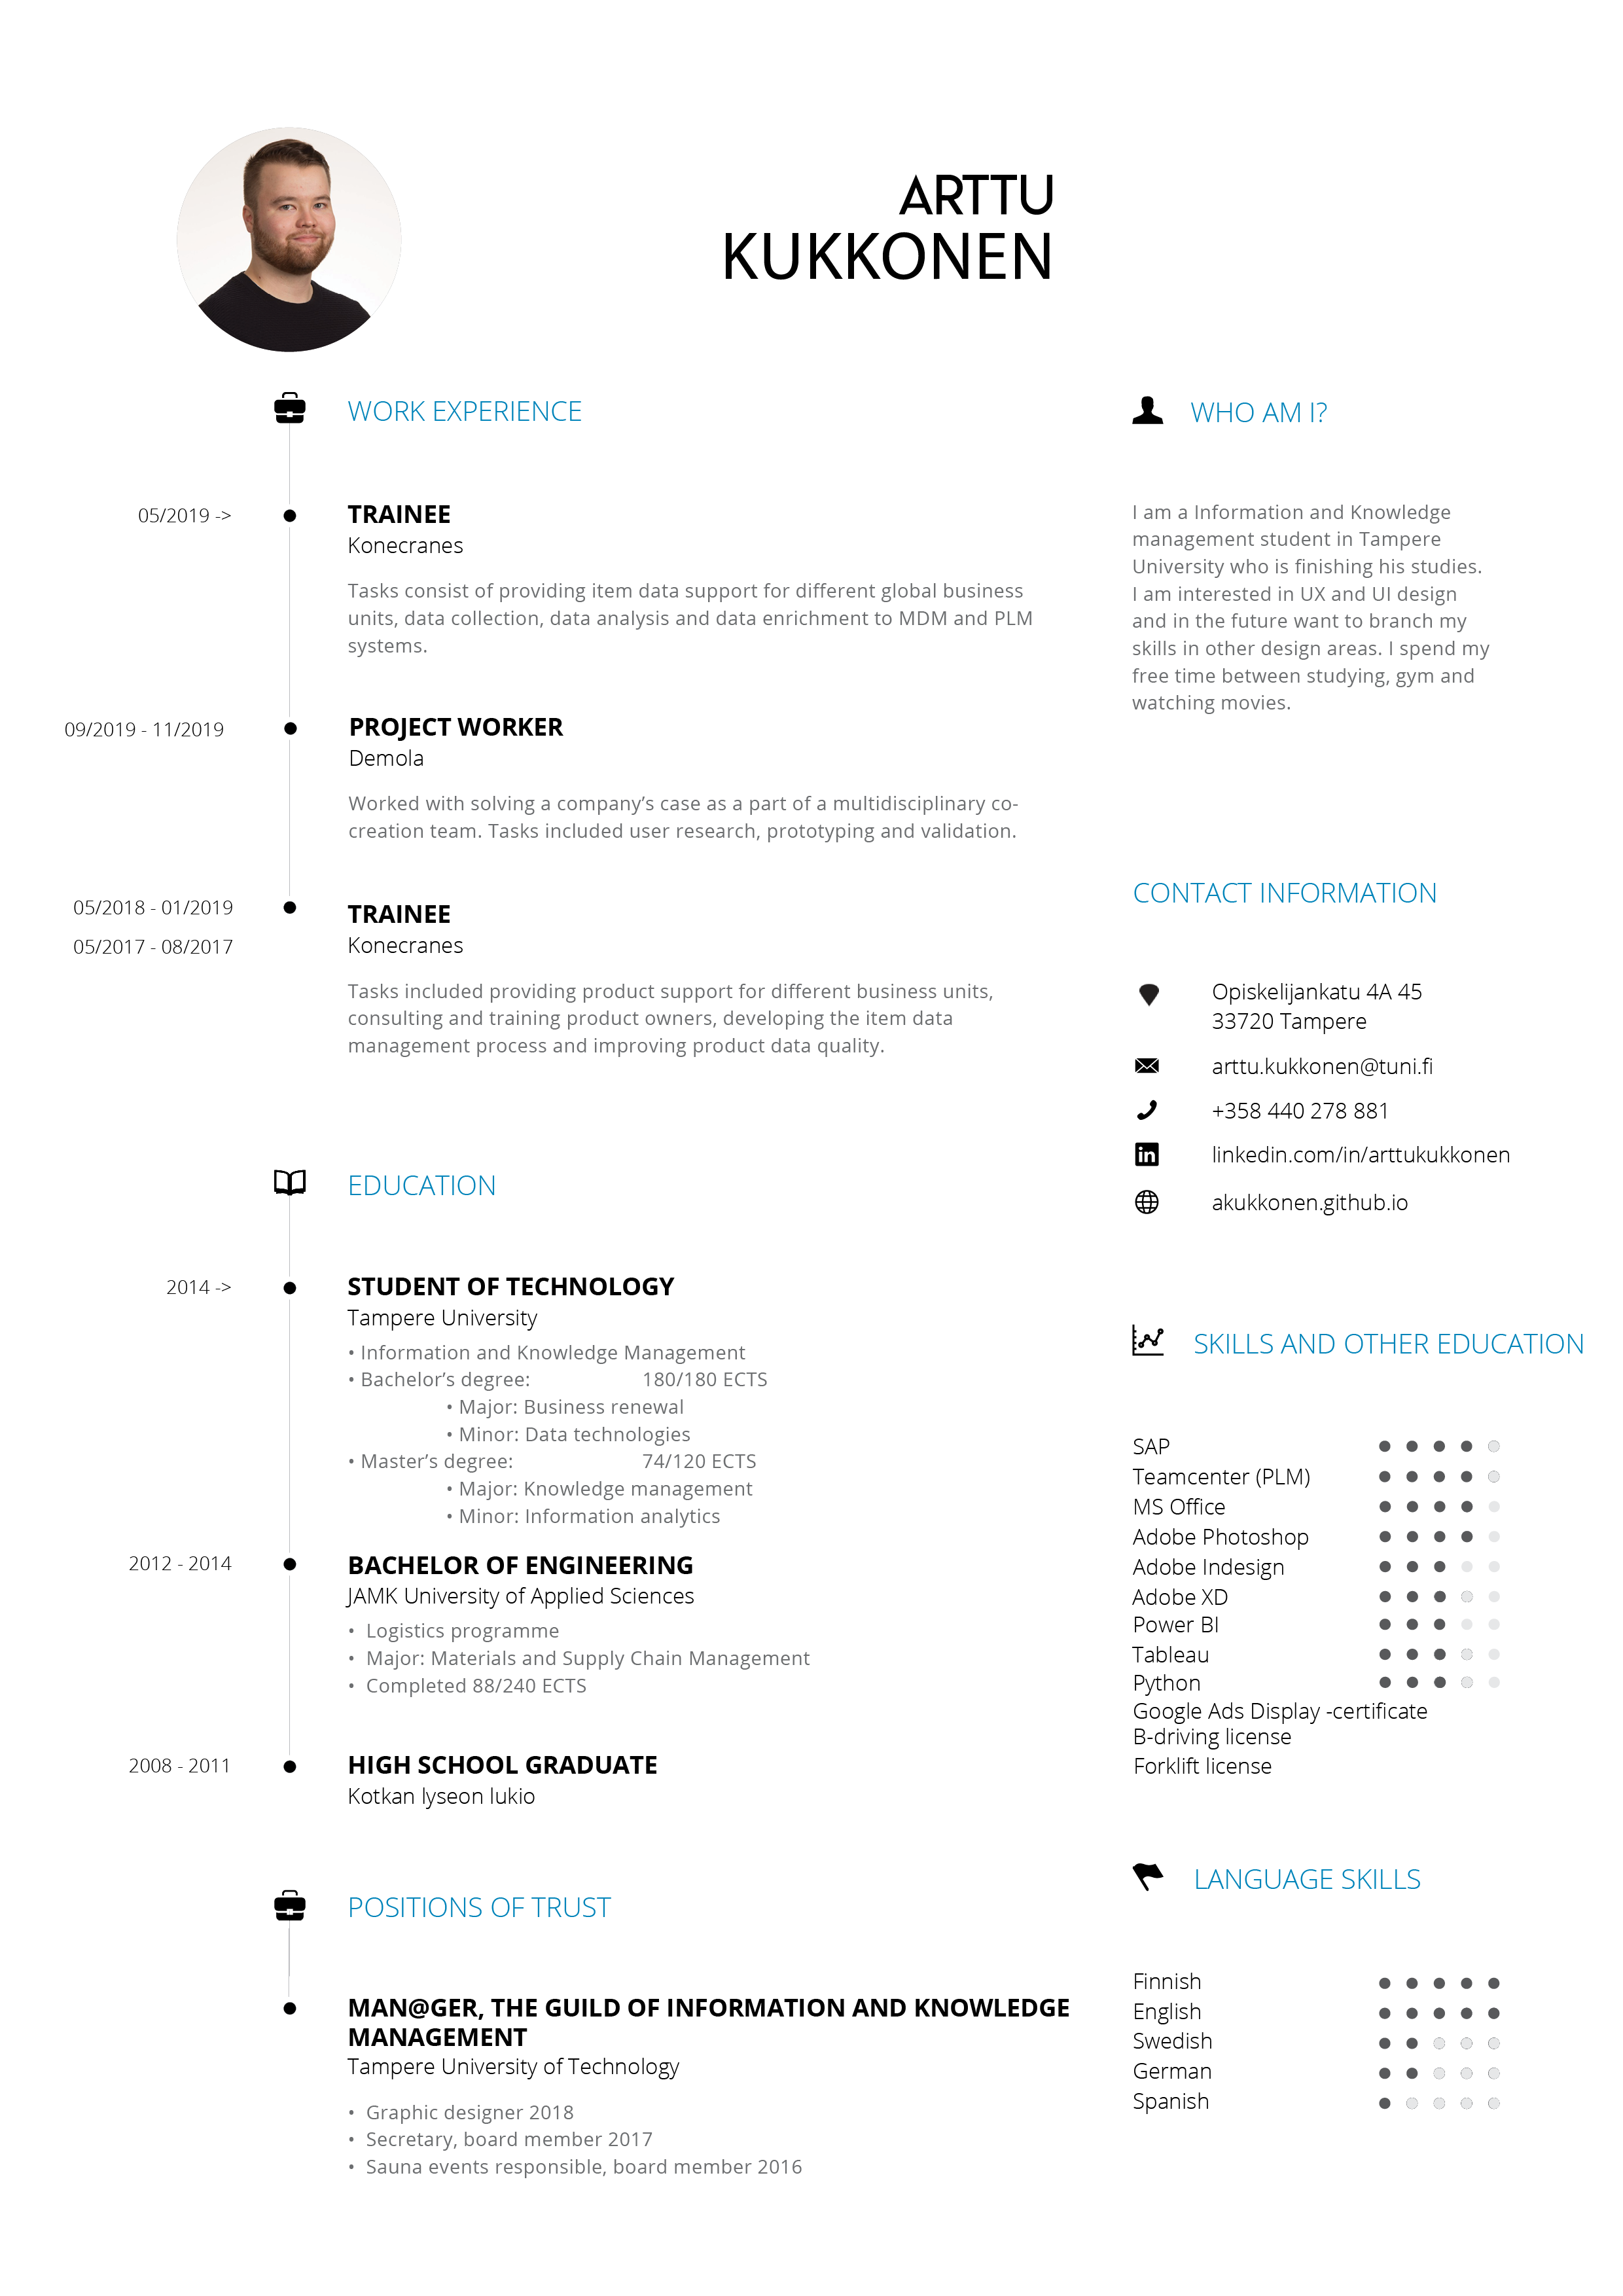 ARTTU
KUKKONEN
WORK EXPERIENCE
05/2019 ->
TRAINEE
Konecranes
Tasks consist of providing item data support for different global business
units, data collection, data analysis and data enrichment to MDM and PLM
systems.
09/2019 - 11/2019
PROJECT WORKER
Demola
Worked with solving a company’s case as a part of a multidisciplinary co-
creation team. Tasks included user research, prototyping and validation.
05/2018 - 01/2019
05/2017 - 08/2017
TRAINEE
Konecranes
Tasks included providing product support for different business units,
consulting and training product owners, developing the item data
management process and improving product data quality.
EDUCATION
2014 ->
STUDENT OF TECHNOLOGY
Tampere University
• Information and Knowledge Management
• Bachelor’s degree: 180/180 ECTS
• Major: Business renewal
• Minor: Data technologies
• Master’s degree: 74/120 ECTS
• Major: Knowledge management
• Minor: Information analytics
2012 - 2014
BACHELOR OF ENGINEERING
JAMK University of Applied Sciences
• Logistics programme
• Major: Materials and Supply Chain Management
• Completed 88/240 ECTS
2008 - 2011
HIGH SCHOOL GRADUATE
Kotkan lyseon lukio
POSITIONS OF TRUST
MAN@GER, THE GUILD OF INFORMATION AND KNOWLEDGE
MANAGEMENT
Tampere University of Technology
• Graphic designer 2018
• Secretary, board member 2017
• Sauna events responsible, board member 2016
WHO AM I?
I am a Information and Knowledge
management student in Tampere
University who is finishing his studies.
I am interested in UX and UI design
and in the future want to branch my
skills in other design areas. I spend my
free time between studying, gym and
watching movies.
CONTACT INFORMATION
Opiskelijankatu 4A 45
33720 Tampere
arttu.kukkonen@tuni.fi
+358 440 278 881
in
linkedin.com/in/arttukukkonen
akukkonen.github.io
SKILLS AND OTHER EDUCATION
SAP
Teamcenter (PLM)
MS Office
Adobe Photoshop
Adobe Indesign
Adobe XD
Power BI
Tableau
Python
Google Ads Display -certificate
B-driving license
Forklift license
LANGUAGE SKILLS
Finnish
English
Swedish
German
Spanish